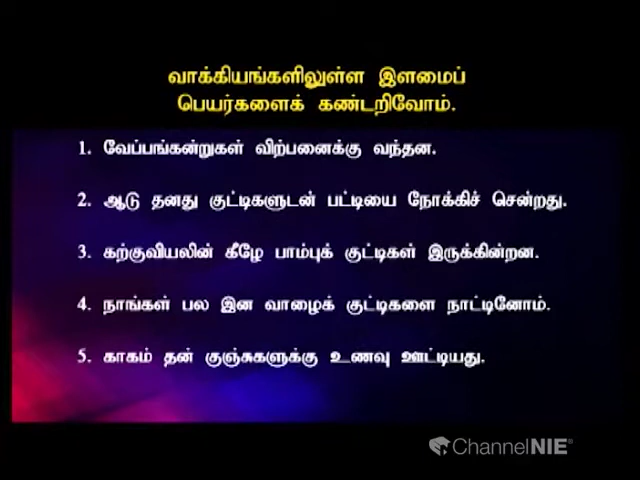 வாக்கியங்களிலுள்ள இளமைப்
பெயர்களைக் கண்டறிவோம்.
1. வேப்பங்கன்றுகள் விற்பனைக்கு வந்தன.
2. ஆடு தனது குட்டிகளுடன் பட்டியை நோக்கிச் சென்றது.
3. கற்குவியலின் கீழே பாம்புக் குட்டிகள் இருக்கின்றன.
4. நாங்கள் பல இன வாழைக் குட்டிகளை நாட்டினோம்.
5. காகம் தன் குஞ்சுகளுக்கு உணவு ஊட்டியது.
ChannelNIE